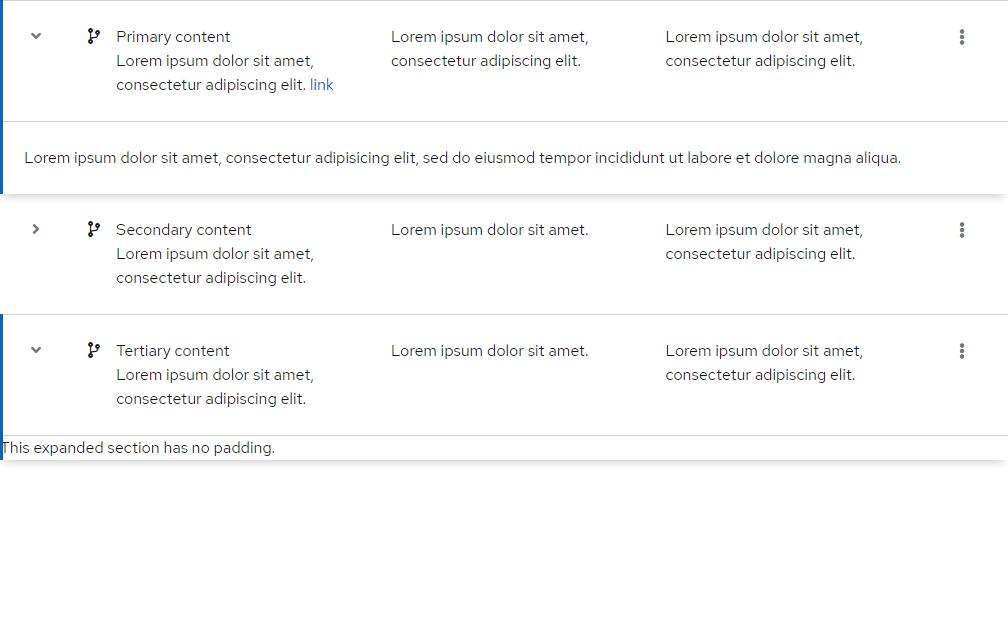 Primary content
Lorem ipsum dolor sit amet,
consectetur adipiscing elit. link
Lorem ipsum dolor sit amet,
consectetur adipiscing elit.
Lorem ipsum dolor sit amet,
consectetur adipiscing elit.
Lorem ipsum dolor sit amet, consectetur adipisicing elit, sed do eiusmod tempor incididunt ut labore et dolore magna aliqua.
Secondary content
Lorem ipsum dolor sit amet,
consectetur adipiscing elit.
Lorem ipsum dolor sit amet.
Lorem ipsum dolor sit amet,
consectetur adipiscing elit.
Tertiary content
Lorem ipsum dolor sit amet,
consectetur adipiscing elit.
Lorem ipsum dolor sit amet.
Lorem ipsum dolor sit amet,
consectetur adipiscing elit.
This expanded section has no padding.